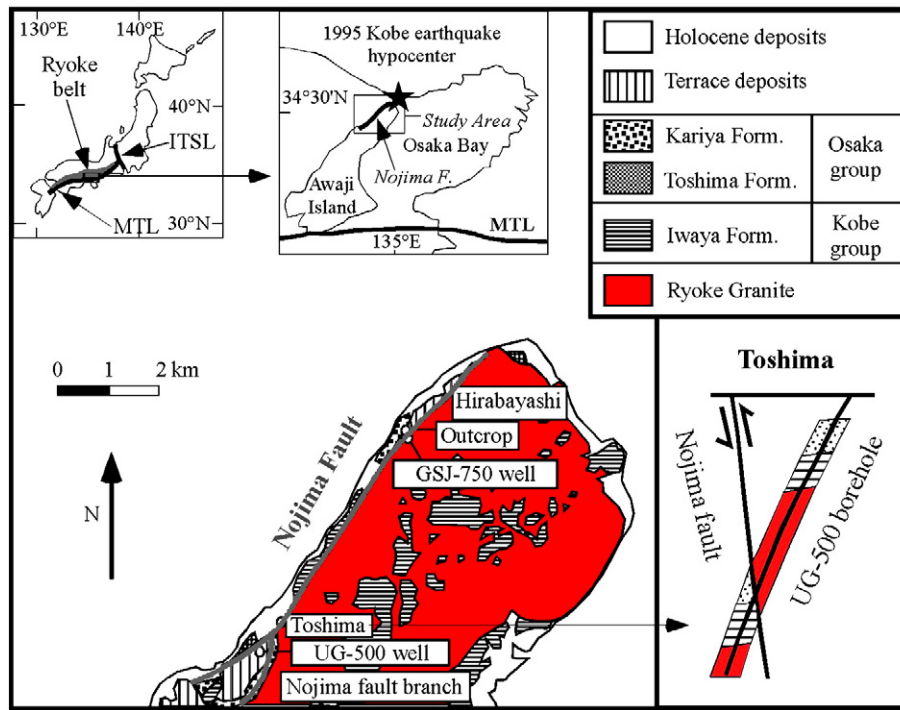 130°E
140°E
Ryoke
belt
40°N
ITSL
MTL
30°N
1995 Kobe earthquake
hypocenter
34°30'N
Study Area
Osaka Bay
Nojima F.
Awaji
Island
MTL
135°E
Holocene deposits
Terrace deposits
Kariya Form.
Osaka
group
Toshima Form.
Iwaya Form.
Kobe
group
Ryoke Granite
0 1 2 km
N
Nojima Fault
Hirabayashi
Outcrop
GSJ-750 well
Toshima
UG-500 well
Nojima fault branch
Toshima
Nojima fault
UG-500 borehole